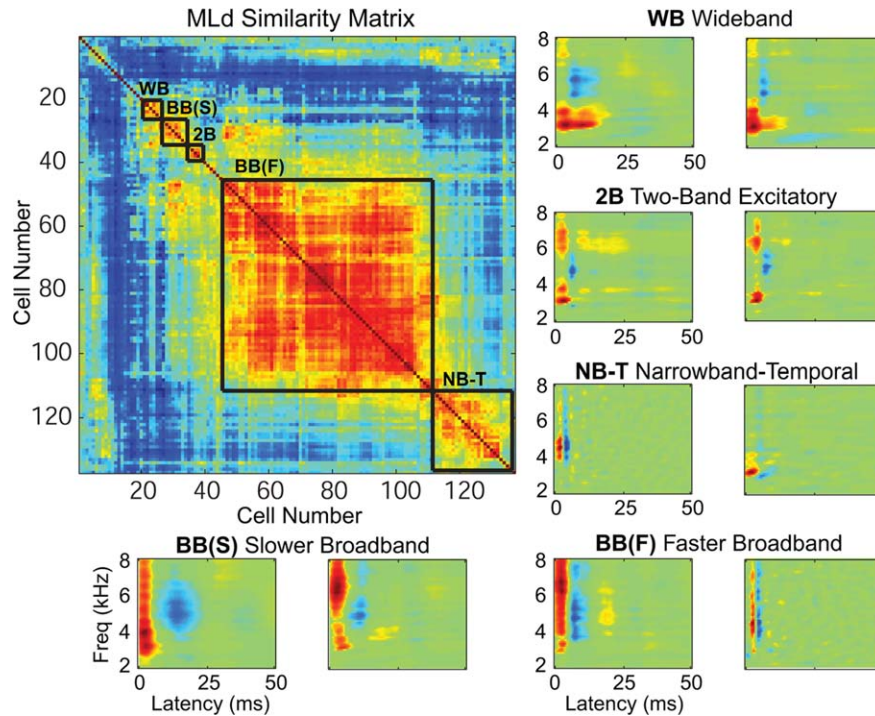 MLd Similarity Matrix
WB
BB(S)
2B
BB(F)
NB-T
20
40
60
80
100
120
Cell Number
20 40 60 80 100 120
Cell Number
WB Wideband
8
6
4
2
0 25 50
2B Two-Band Excitatory
8
6
4
2
0 25 50
NB-T Narrowband-Temporal
8
6
4
2
0 25 50
BB(S) Slower Broadband
8
6
4
2
Freq (kHz)
0 25 50
Latency (ms)
BB(F) Faster Broadband
8
6
4
2
0 25 50
Latency (ms)